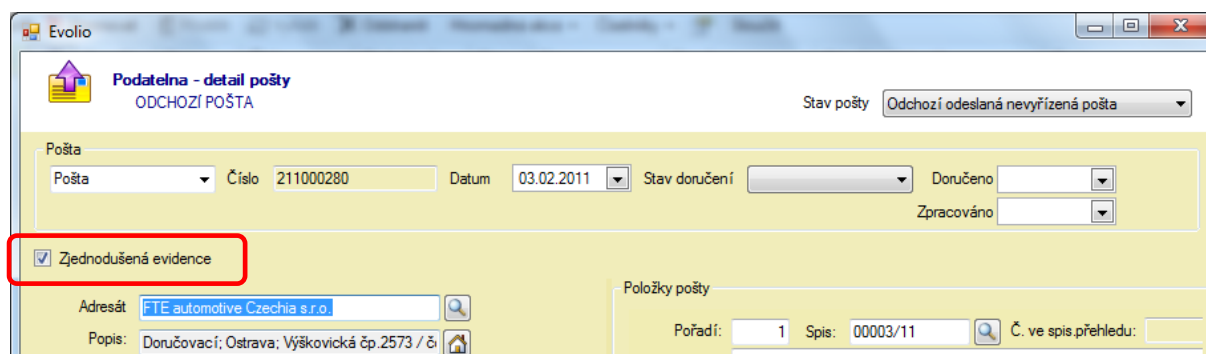 Evolio
Podatelna - detail pošty
ODCHOZÍ POŠTA
Stav pošty Odchozí odeslaná nevyřízená pošta
Pošta
Pošta Číslo 211000280 Datum 03.02.2011 Stav doručení Doručeno
Zpracováno
Zjednodušená evidence
Položky pošty
Adresát FTE automotive Czechia s.r.o.
Pořadí: 1 Spis: 00003/11 Č. ve spis.přehledu:
Popis: Doručovací; Ostrava; Výškovická čp.2573 /